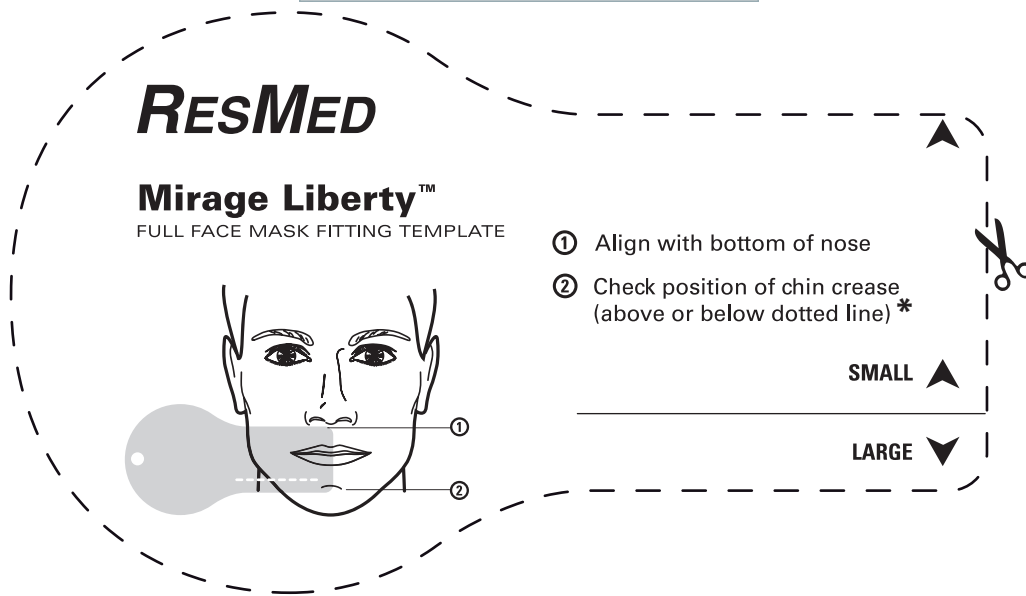 RESMED
Mirage Liberty™
FULL FACE MASK FITTING TEMPLATE
① Align with bottom of nose
② Check position of chin crease
(above or below dotted line) *
SMALL
LARGE
①
②